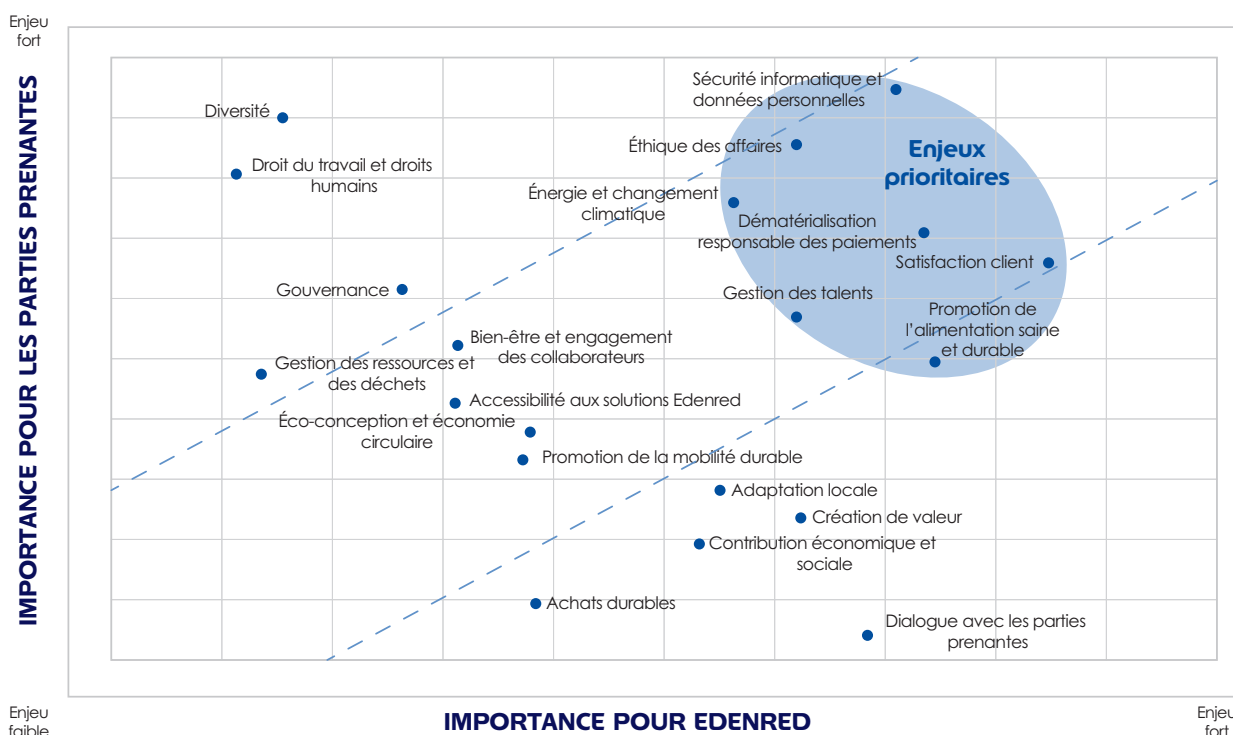 Enjeu
fort
IMPORTANCE POUR LES PARTIES PRENANTES
Sécurité informatique et
données personnelles
Diversité
Éthique des affaires
Enjeux
prioritaires
Droit du travail et droits
humains
Énergie et changement
climatique
Dématérialisation
responsable des paiements
Satisfaction client
Gouvernance
Gestion des talents
Promotion de
l'alimentation saine
et durable
Bien-être et engagement
des collaborateurs
Gestion des ressources et
des déchets
Accessibilité aux solutions Edenred
Éco-conception et économie
circulaire
Promotion de la mobilité durable
Adaptation locale
Création de valeur
Contribution économique et
sociale
Achats durables
Dialogue avec les parties
prenantes
Enjeu
faible
IMPORTANCE POUR EDENRED
Enjeu
fort